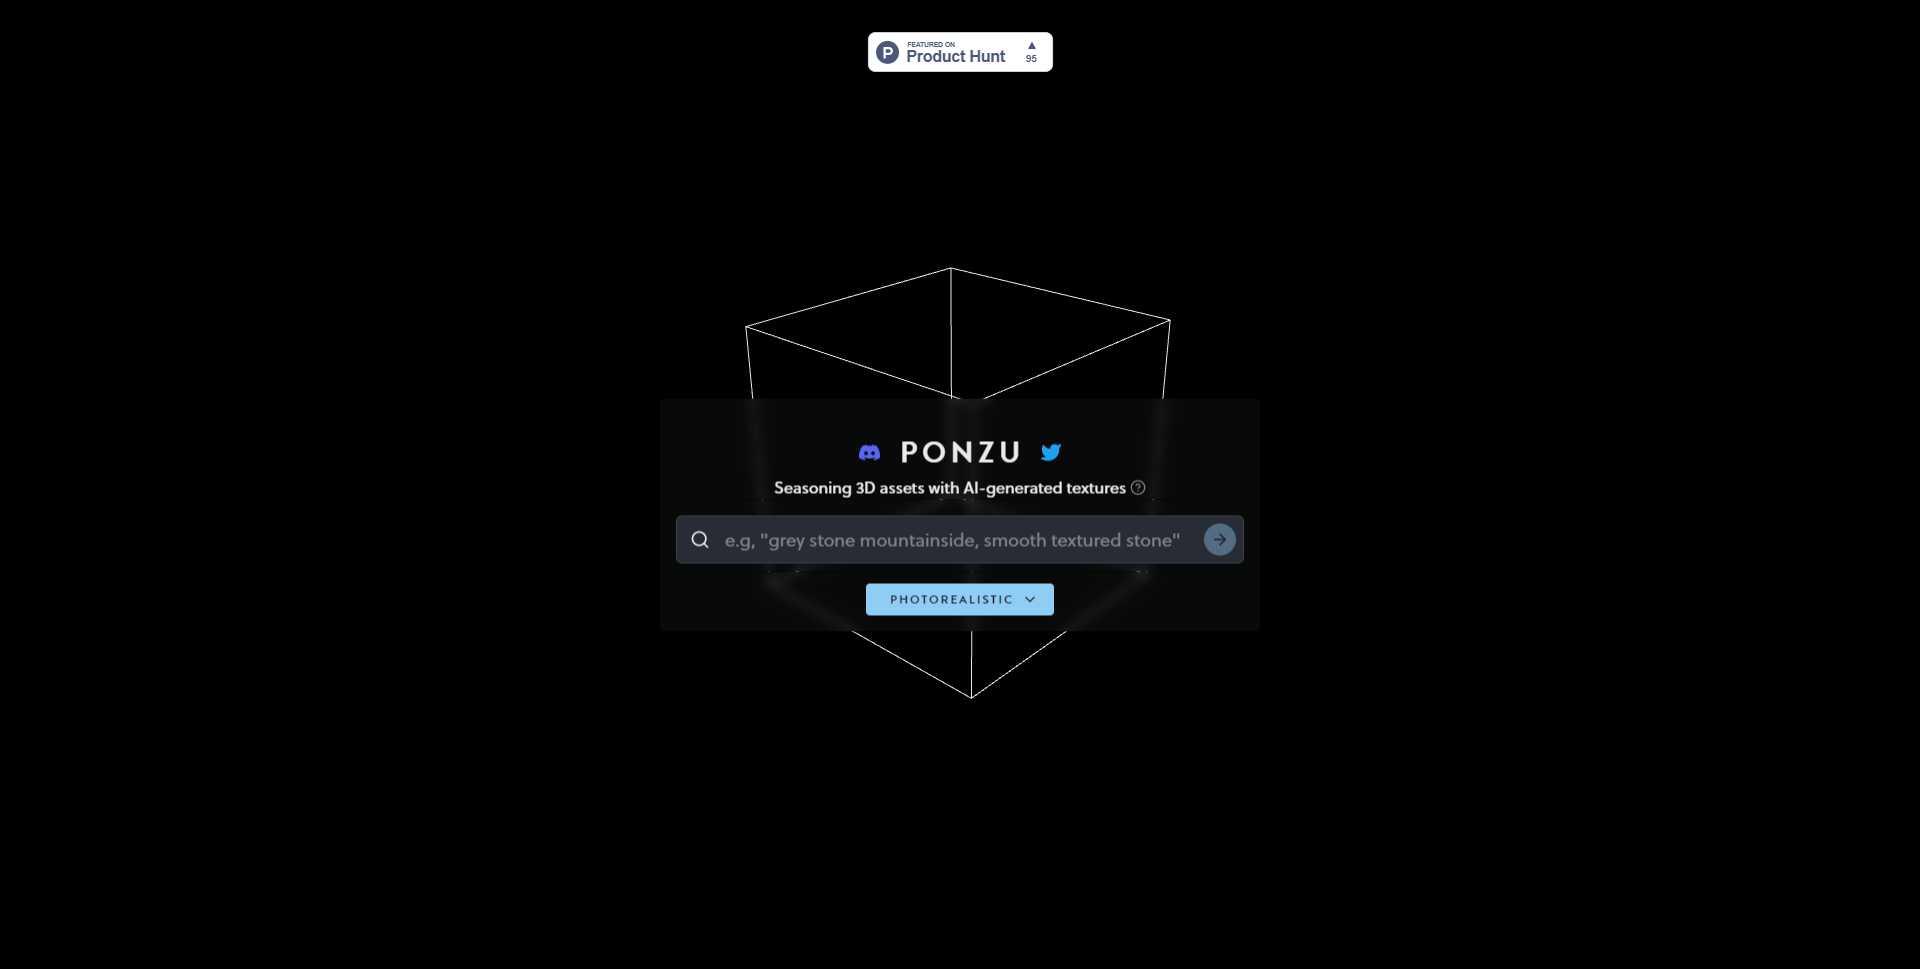 FEATURED ON
Product Hunt
95
PONZU
Seasoning 3D assets with AI-generated textures
e.g, "grey stone mountainside, smooth textured stone"
PHOTOREALISTIC